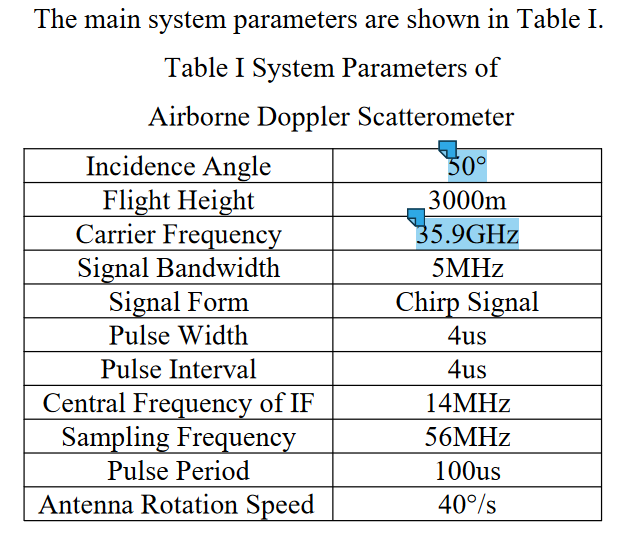 The main system parameters are shown in Table I.
Table I System Parameters of
Airborne Doppler Scatterometer
Incidence Angle 50°
Flight Height 3000m
Carrier Frequency 35.9GHz
Signal Bandwidth 5MHz
Signal Form Chirp Signal
Pulse Width 4us
Pulse Interval 4us
Central Frequency of IF 14MHz
Sampling Frequency 56MHz
Pulse Period 100us
Antenna Rotation Speed 40°/s